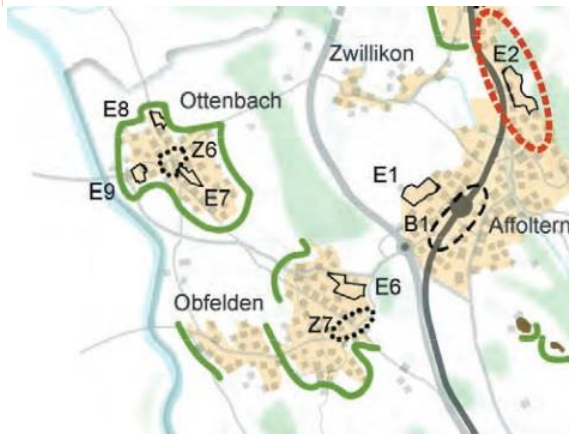 Zwillikon
E2
E8
Ottenbach
Z6
E9
E7
E1
B1
Affoltern
E6
Obfelden
Z7